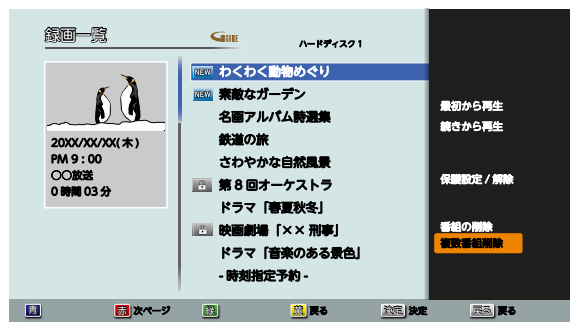 録画一覧
G GUIDE
ハードディスク1
NEW わくわく動物めぐり
NEW 素敵なガーデン
名画アルバム詩選集
鉄道の旅
さわやかな自然風景
第8回オーケストラ
ドラマ「春夏秋冬」
映画劇場「×× 刑事」
ドラマ「音楽のある景色」
- 時刻指定予約 -
20XX/XX/XX(木)
PM 9：00
〇〇放送
0 時間 03 分
最初から再生
続きから再生
保護設定 / 解除
番組の削除
複数番組削除
青 赤 次ページ 緑 黄 戻る 決定 決定 戻る 戻る